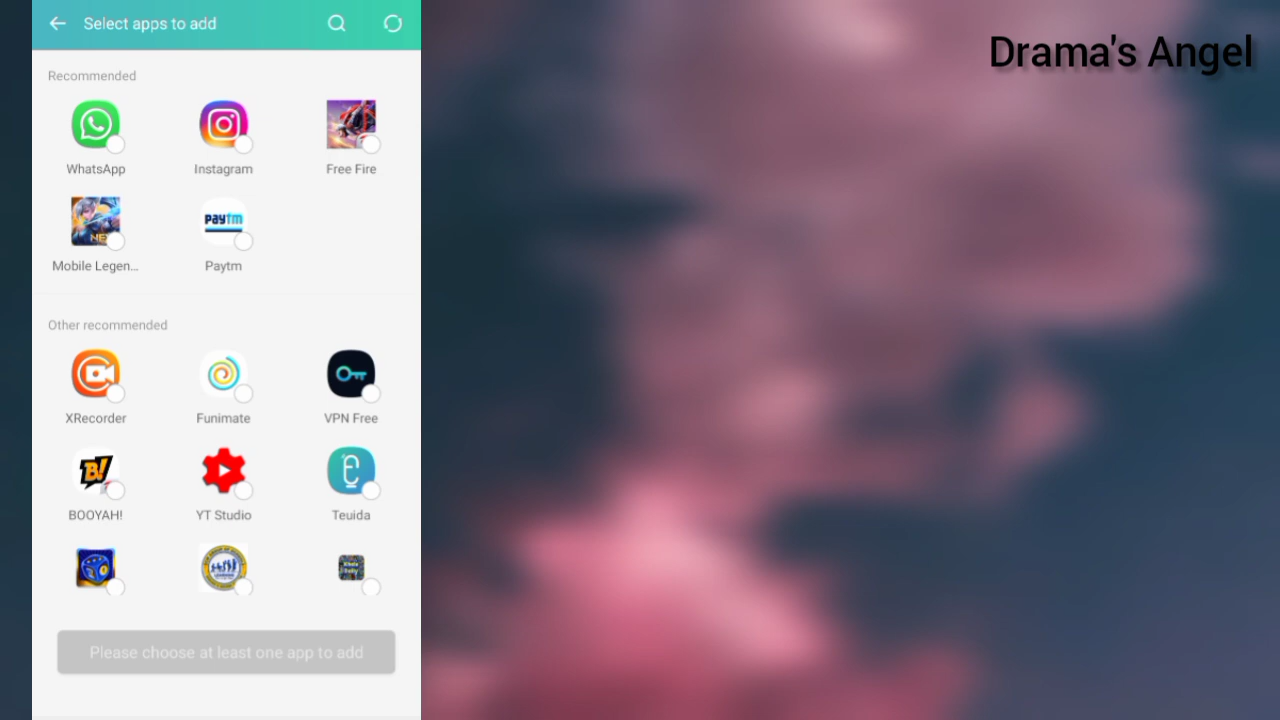 Select apps to add
Drama's Angel
Recommended
WhatsApp
Instagram
Free Fire
Mobile Legen...
paytm
Paytm
Other recommended
XRecorder
Funimate
VPN Free
B!
BOOYAH!
YT Studio
Teuida
Please choose at least one app to add